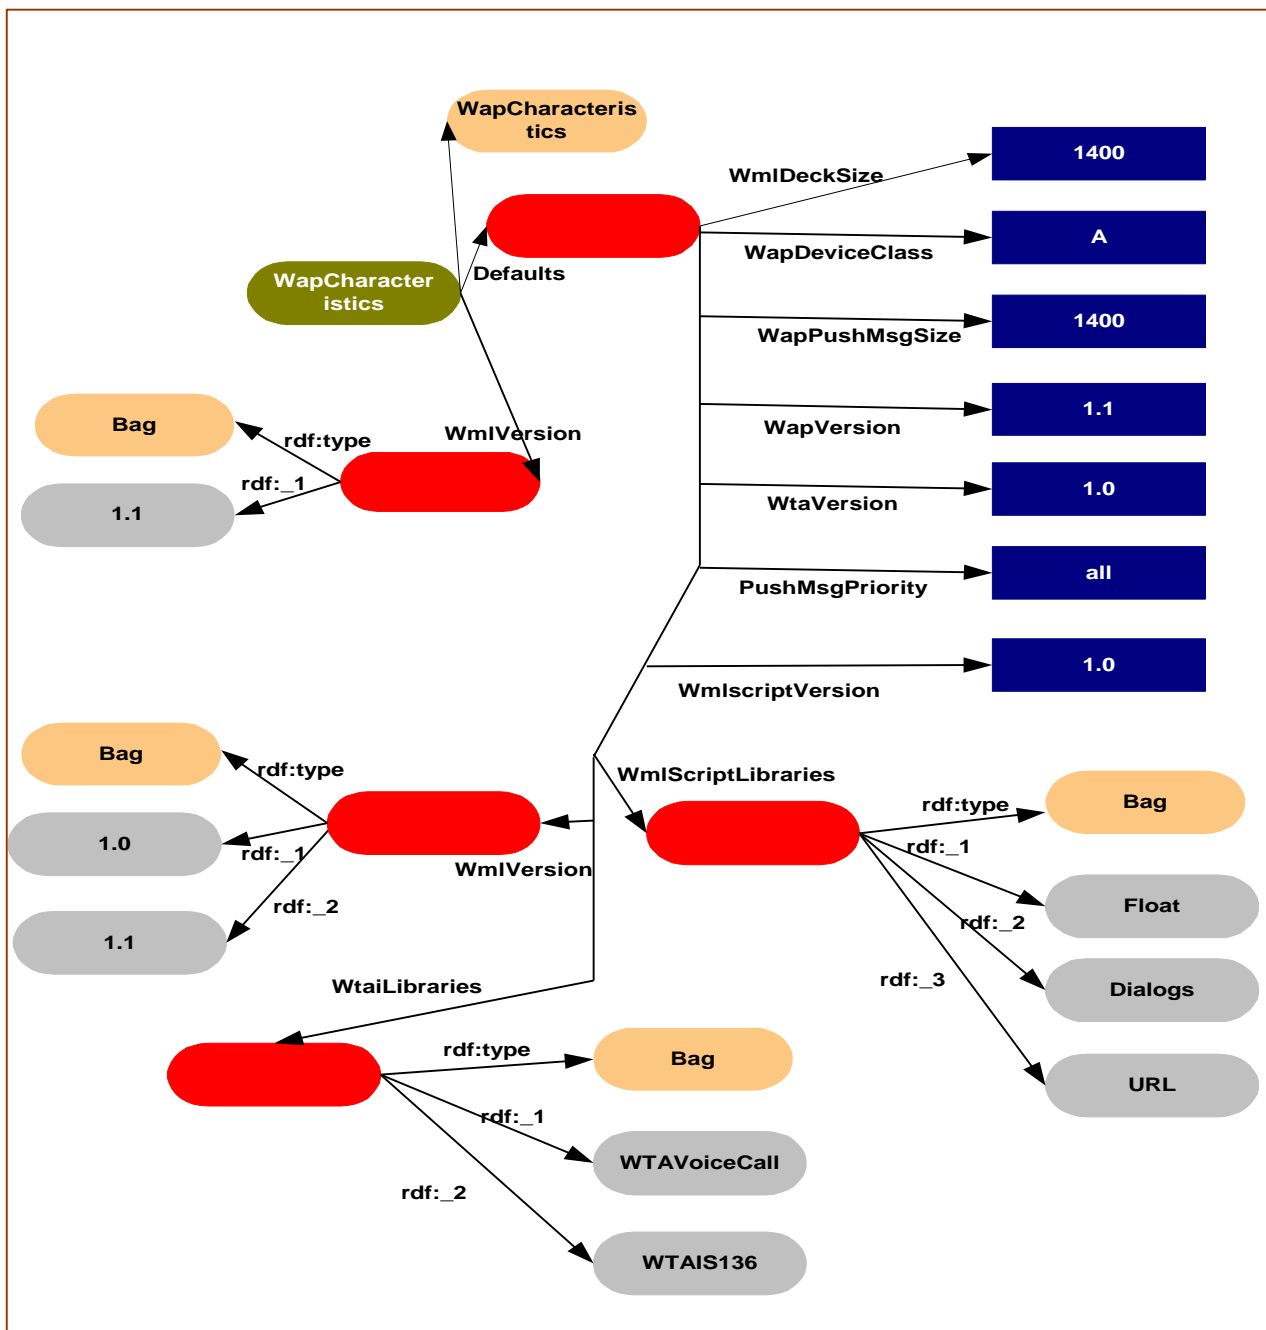 WapCharacteris
tics
WmlDeckSize
1400
WapDeviceClass
A
Defaults
WapCharacter
istics
WapPushMsgSize
1400
WapVersion
1.1
Bag
rdf:type
WmlVersion
rdf:_1
1.1
WtaVersion
1.0
PushMsgPriority
all
WmlscriptVersion
1.0
Bag
rdf:type
1.0
rdf:_1
WmlVersion
rdf:_2
1.1
WmlScriptLibraries
rdf:type
Bag
rdf:_1
Float
rdf:_2
rdf:_3
Dialogs
URL
WtaiLibraries
rdf:type
Bag
rdf:_1
WTAVoiceCall
rdf:_2
WTAIS136